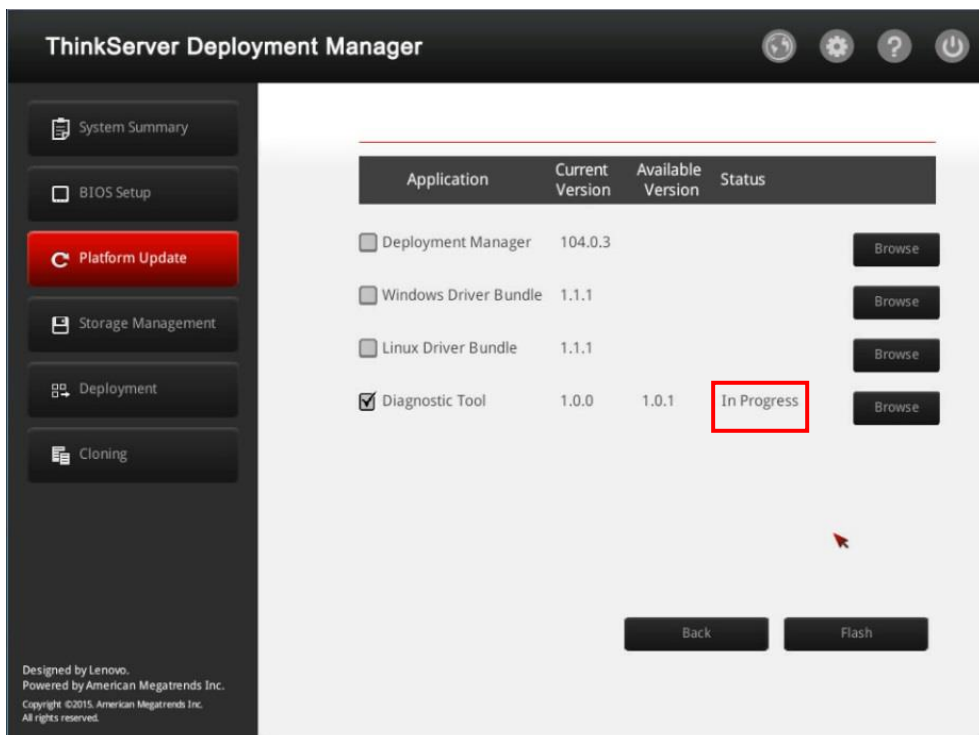 ThinkServer Deployment Manager
System Summary
BIOS Setup
Platform Update
Storage Management
Deployment
Cloning
Designed by Lenovo.
Powered by American Megatrends Inc.
Copyright ©2015, American Megatrends Inc.
All rights reserved.
Application Current Version Available Version Status
Deployment Manager 104.0.3 Browse
Windows Driver Bundle 1.1.1 Browse
Linux Driver Bundle 1.1.1 Browse
Diagnostic Tool 1.0.0 1.0.1 In Progress Browse
Back Flash